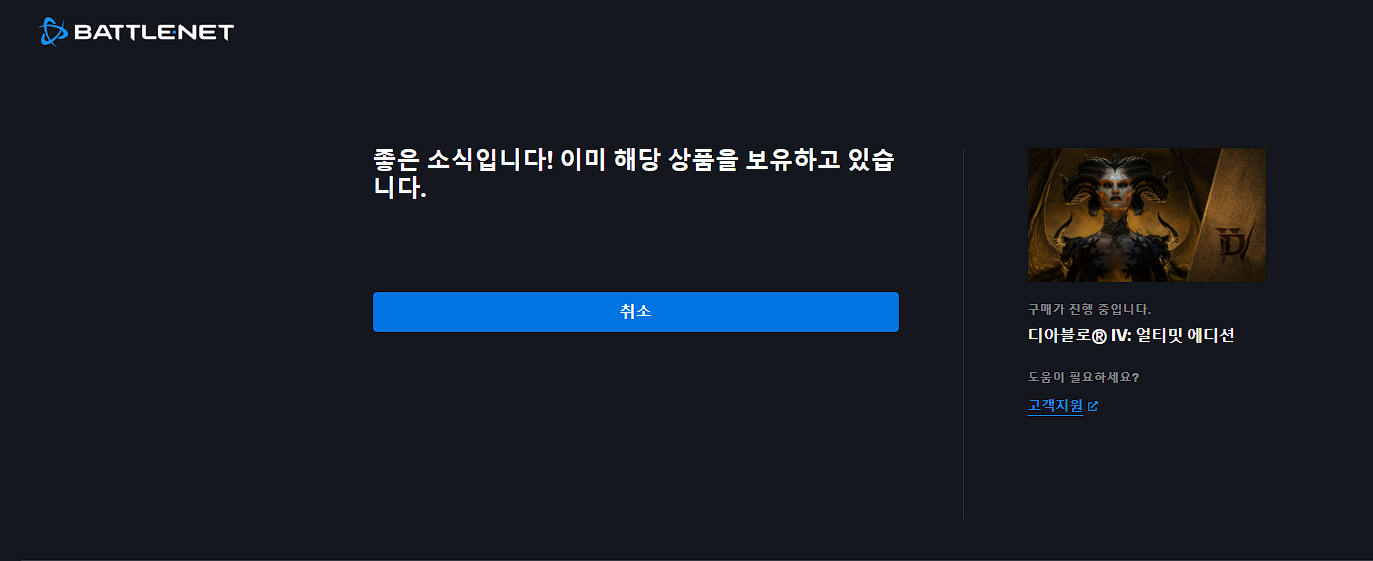 BATTLE.NET
좋은 소식입니다! 이미 해당 상품을 보유하고 있습
니다.
취소
구매가 진행 중입니다.
디아블로® IV: 얼티밋 에디션
도움이 필요하세요?
고객지원